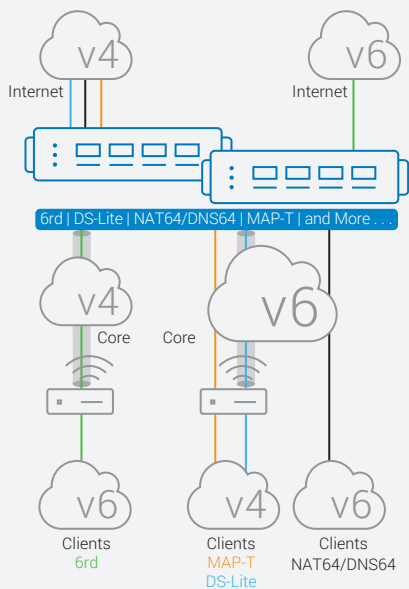 v4
v6
Internet
Internet
6rd | DS-Lite | NAT64/DNS64 | MAP-T | and More . . .
v4
v6
Core
Core
v6
v4
v6
Clients
6rd
Clients
MAP-T
DS-Lite
Clients
NAT64/DNS64